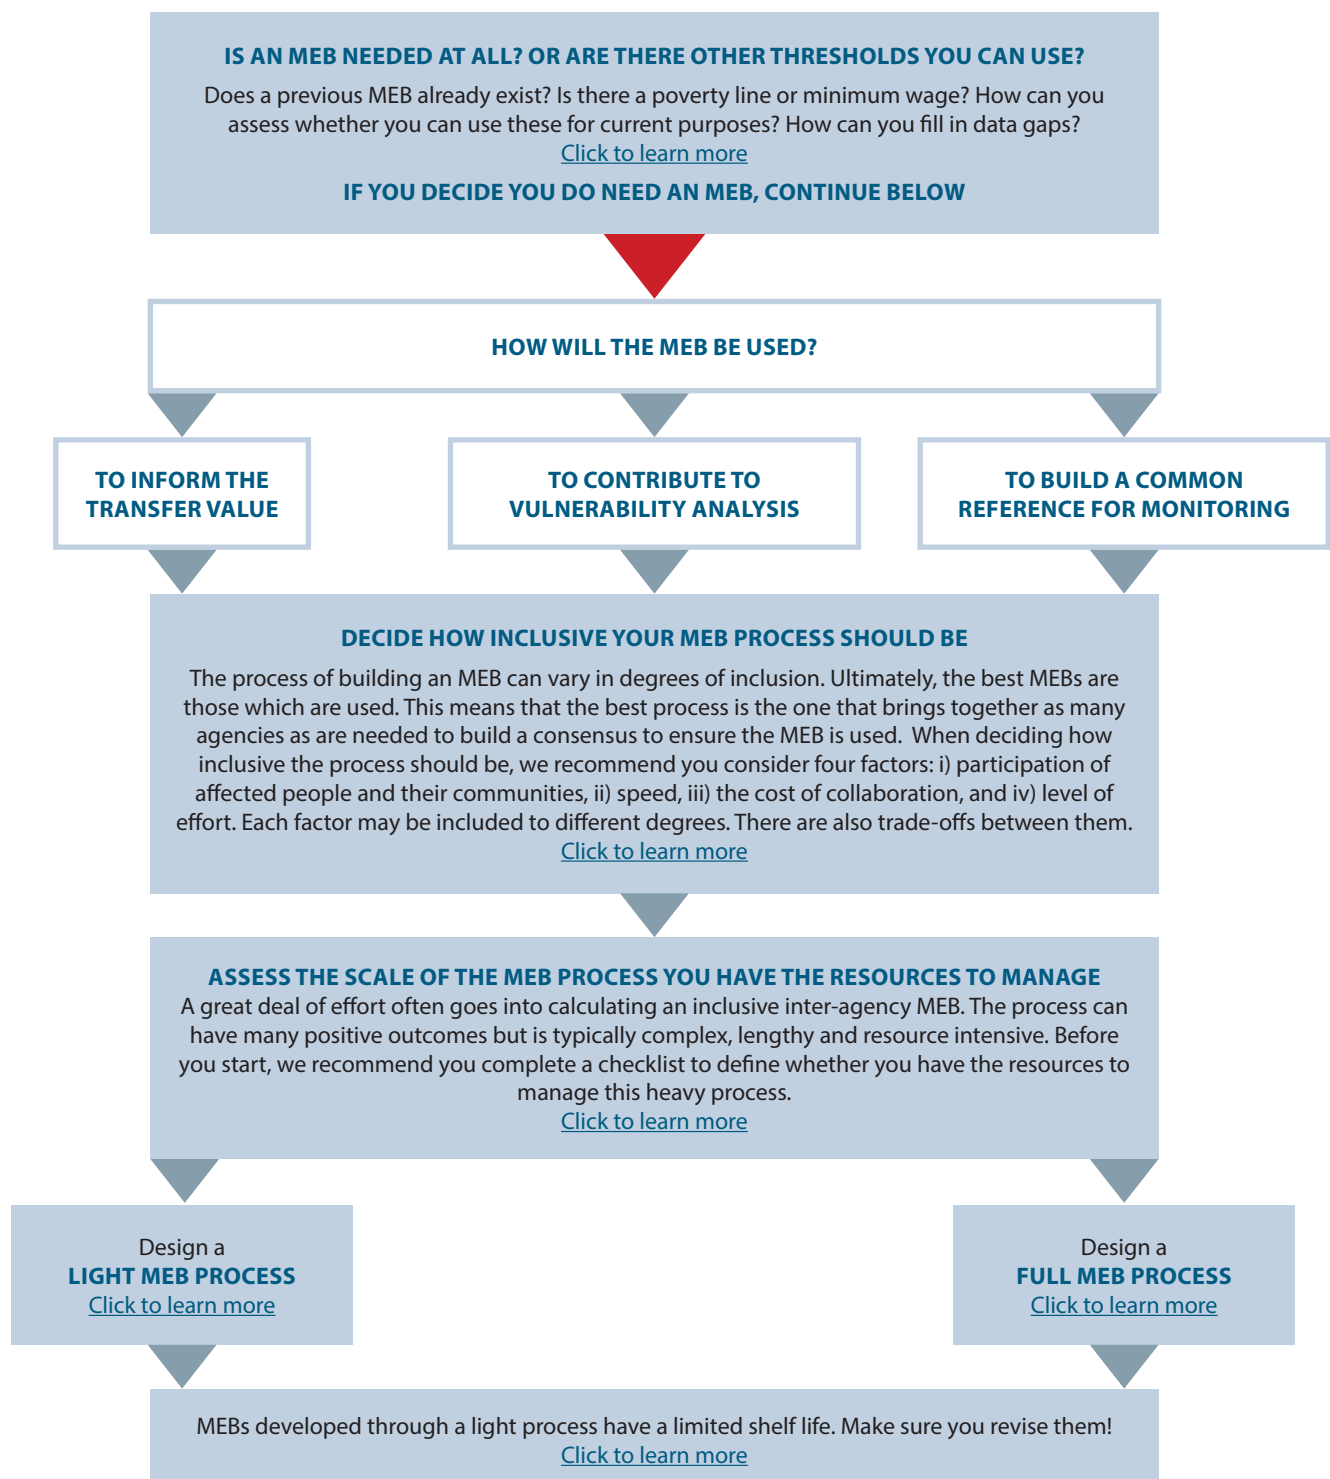 IS AN MEB NEEDED AT ALL? OR ARE THERE OTHER THRESHOLDS YOU CAN USE?
Does a previous MEB already exist? Is there a poverty line or minimum wage? How can you
assess whether you can use these for current purposes? How can you fill in data gaps?
Click to learn more
IF YOU DECIDE YOU DO NEED AN MEB, CONTINUE BELOW
HOW WILL THE MEB BE USED?
TO INFORM THE
TRANSFER VALUE
TO CONTRIBUTE TO
VULNERABILITY ANALYSIS
TO BUILD A COMMON
REFERENCE FOR MONITORING
DECIDE HOW INCLUSIVE YOUR MEB PROCESS SHOULD BE
The process of building an MEB can vary in degrees of inclusion. Ultimately, the best MEBs are
those which are used. This means that the best process is the one that brings together as many
agencies as are needed to build a consensus to ensure the MEB is used.  When deciding how
inclusive the process should be, we recommend you consider four factors: i) participation of
affected people and their communities, ii) speed, iii) the cost of collaboration, and iv) level of
effort. Each factor may be included to different degrees. There are also trade-offs between them.
Click to learn more
ASSESS THE SCALE OF THE MEB PROCESS YOU HAVE THE RESOURCES TO MANAGE
A great deal of effort often goes into calculating an inclusive inter-agency MEB. The process can
have many positive outcomes but is typically complex, lengthy and resource intensive. Before
you start, we recommend you complete a checklist to define whether you have the resources to
manage this heavy process.
Click to learn more
Design a
LIGHT MEB PROCESS
Click to learn more
Design a
FULL MEB PROCESS
Click to learn more
MEBs developed through a light process have a limited shelf life. Make sure you revise them!
Click to learn more